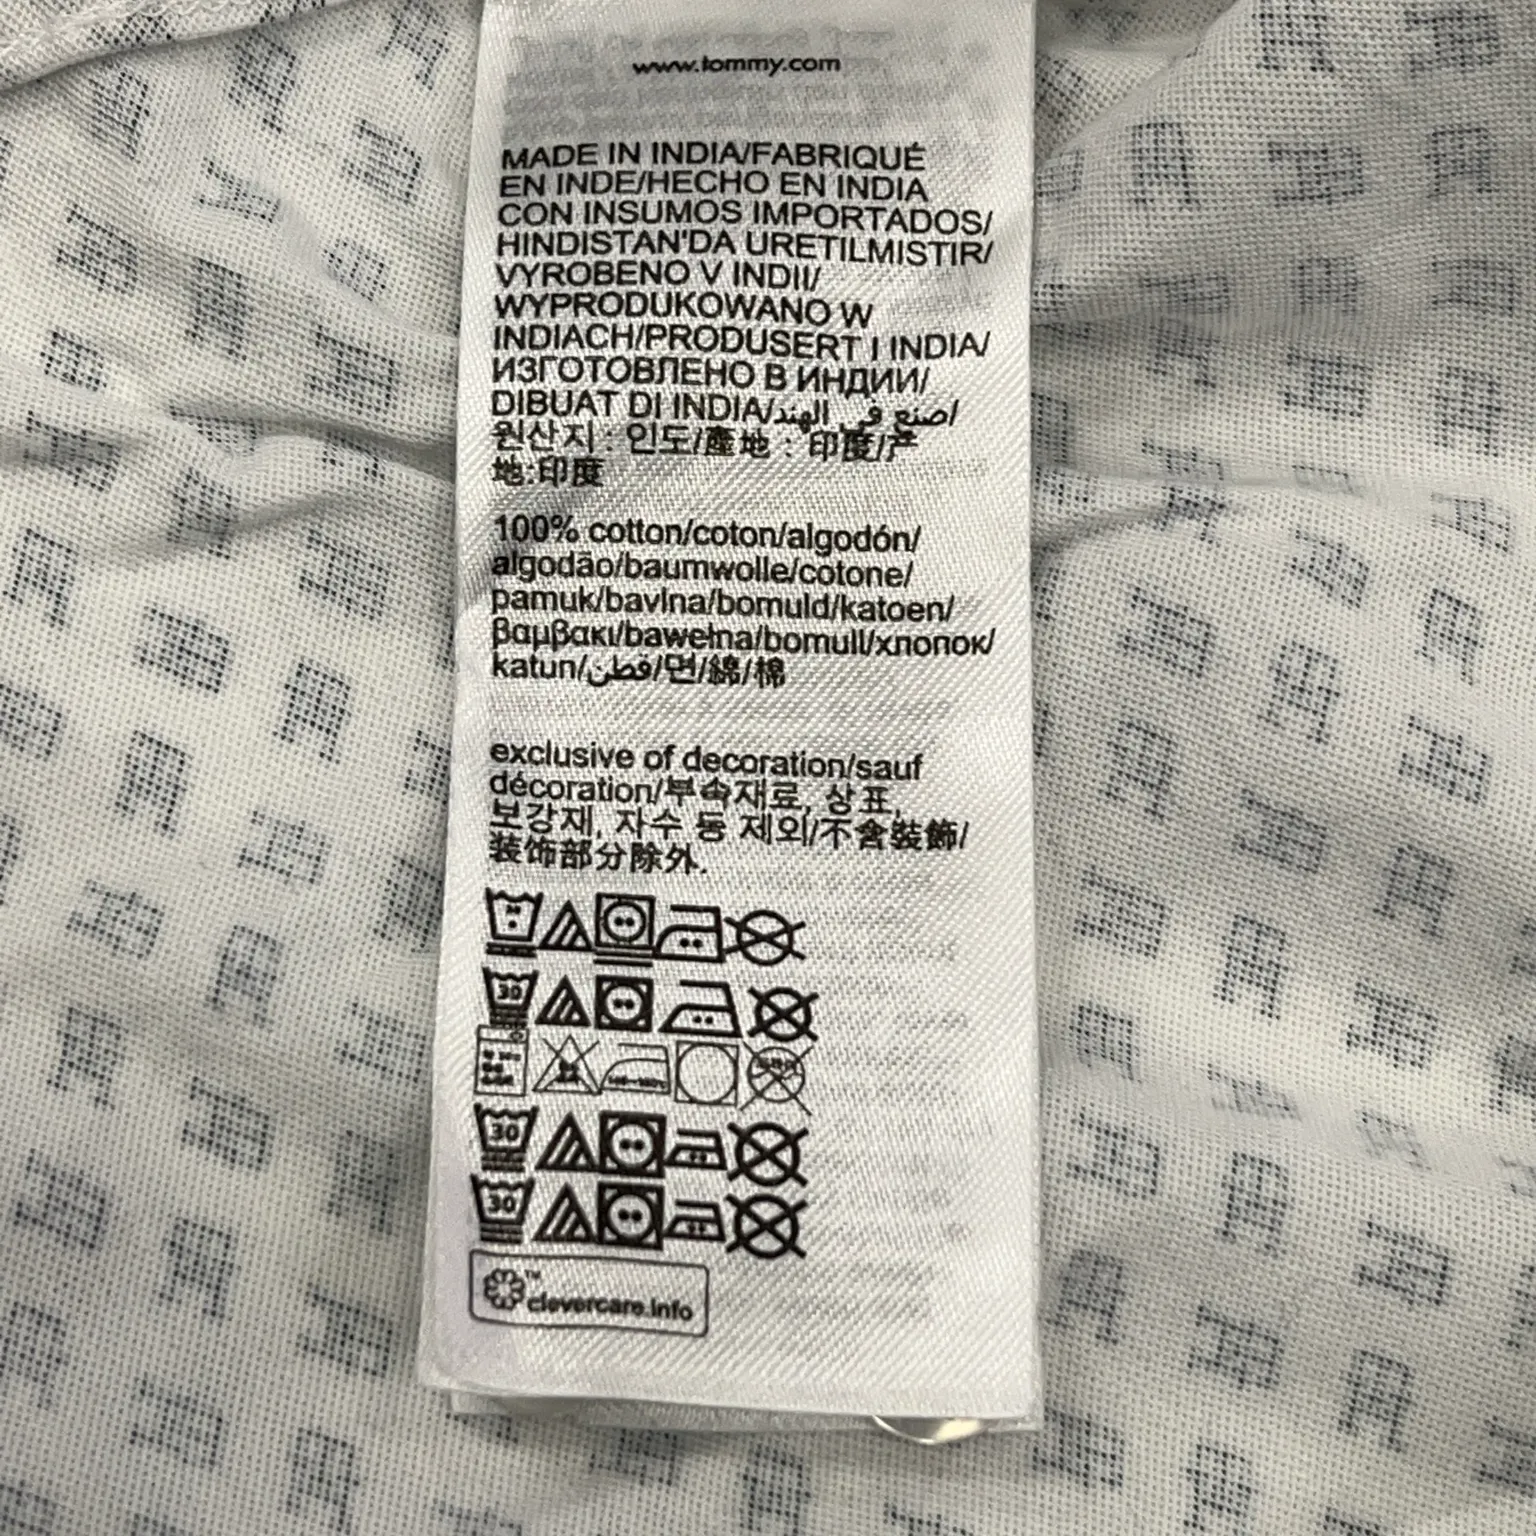 www.tommy.com
MADE IN INDIA/FABRIQUÉ
EN INDE/HECHO EN INDIA
CON INSUMOS IMPORTADOS/
HINDISTAN'DA URETILMISTIR/
VYROBENO V INDII/
WYPRODUKOWANO W
INDIACH/PRODUSERT I INDIA/
ИЗГОТОВЛЕНО В ИНДИИ/
DIBUAT DI INDIA/صنع في الهند/
원산지 : 인도/產地 : 印度/产
地:印度
100% cotton/coton/algodón/
algodão/baumwolle/cotone/
pamuk/bavlna/bomuld/katoen/
βαμβακι/bawełna/bomull/хлопок/
katun/قطن/면/綿/棉
exclusive of decoration/sauf
décoration/부속재료, 상표,
보강재, 자수 등 제외/不含裝飾/
装饰部分除外.
30
30
30
™
clevercare.info